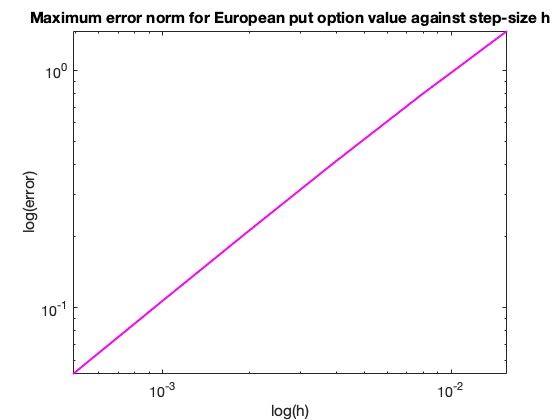 Maximum error norm for European put option value against step-size h
10^0
10^-1
log(error)
10^-3
10^-2
log(h)